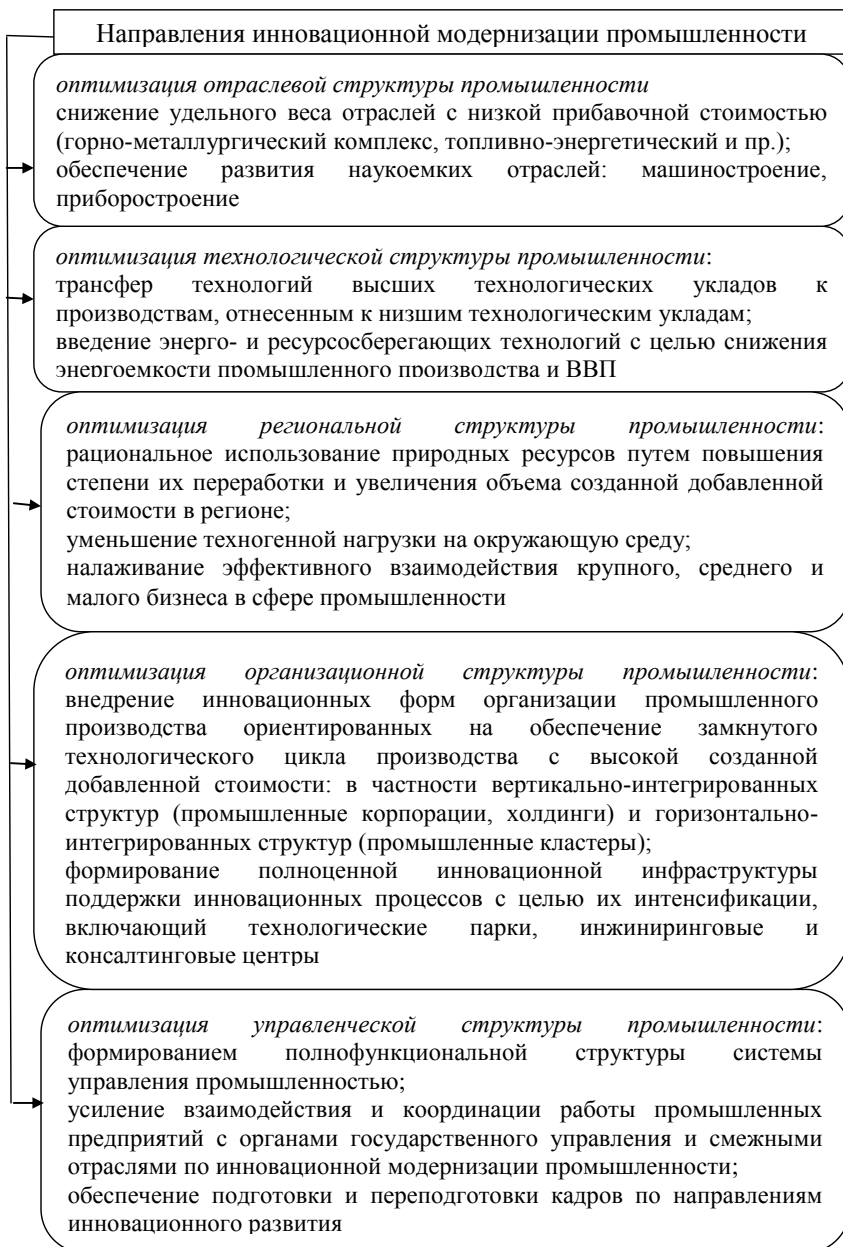 Направления инновационной модернизации промышленности
оптимизация отраслевой структуры промышленности
снижение удельного веса отраслей с низкой прибавочной стоимостью
(горно-металлургический комплекс, топливно-энергетический и пр.);
обеспечение развития наукоемких отраслей: машиностроение,
приборостроение
оптимизация технологической структуры промышленности:
трансфер технологий высших технологических укладов к
производствам, отнесенным к низшим технологическим укладам;
введение энерго- и ресурсосберегающих технологий с целью снижения
энергоемкости промышленного производства и ВВП
оптимизация региональной структуры промышленности:
рациональное использование природных ресурсов путем повышения
степени их переработки и увеличения объема созданной добавленной
стоимости в регионе;
уменьшение техногенной нагрузки на окружающую среду;
налаживание эффективного взаимодействия крупного, среднего и
малого бизнеса в сфере промышленности
оптимизация организационной структуры промышленности:
внедрение инновационных форм организации промышленного
производства ориентированных на обеспечение замкнутого
технологического цикла производства с высокой созданной
добавленной стоимости: в частности вертикально-интегрированных
структур (промышленные корпорации, холдинги) и горизонтально-
интегрированных структур (промышленные кластеры);
формирование полноценной инновационной инфраструктуры
поддержки инновационных процессов с целью их интенсификации,
включающий технологические парки, инжиниринговые и
консалтинговые центры
оптимизация управленческой структуры промышленности:
формированием полнофункциональной структуры системы
управления промышленностью;
усиление взаимодействия и координации работы промышленных
предприятий с органами государственного управления и смежными
отраслями по инновационной модернизации промышленности;
обеспечение подготовки и переподготовки кадров по направлениям
инновационного развития